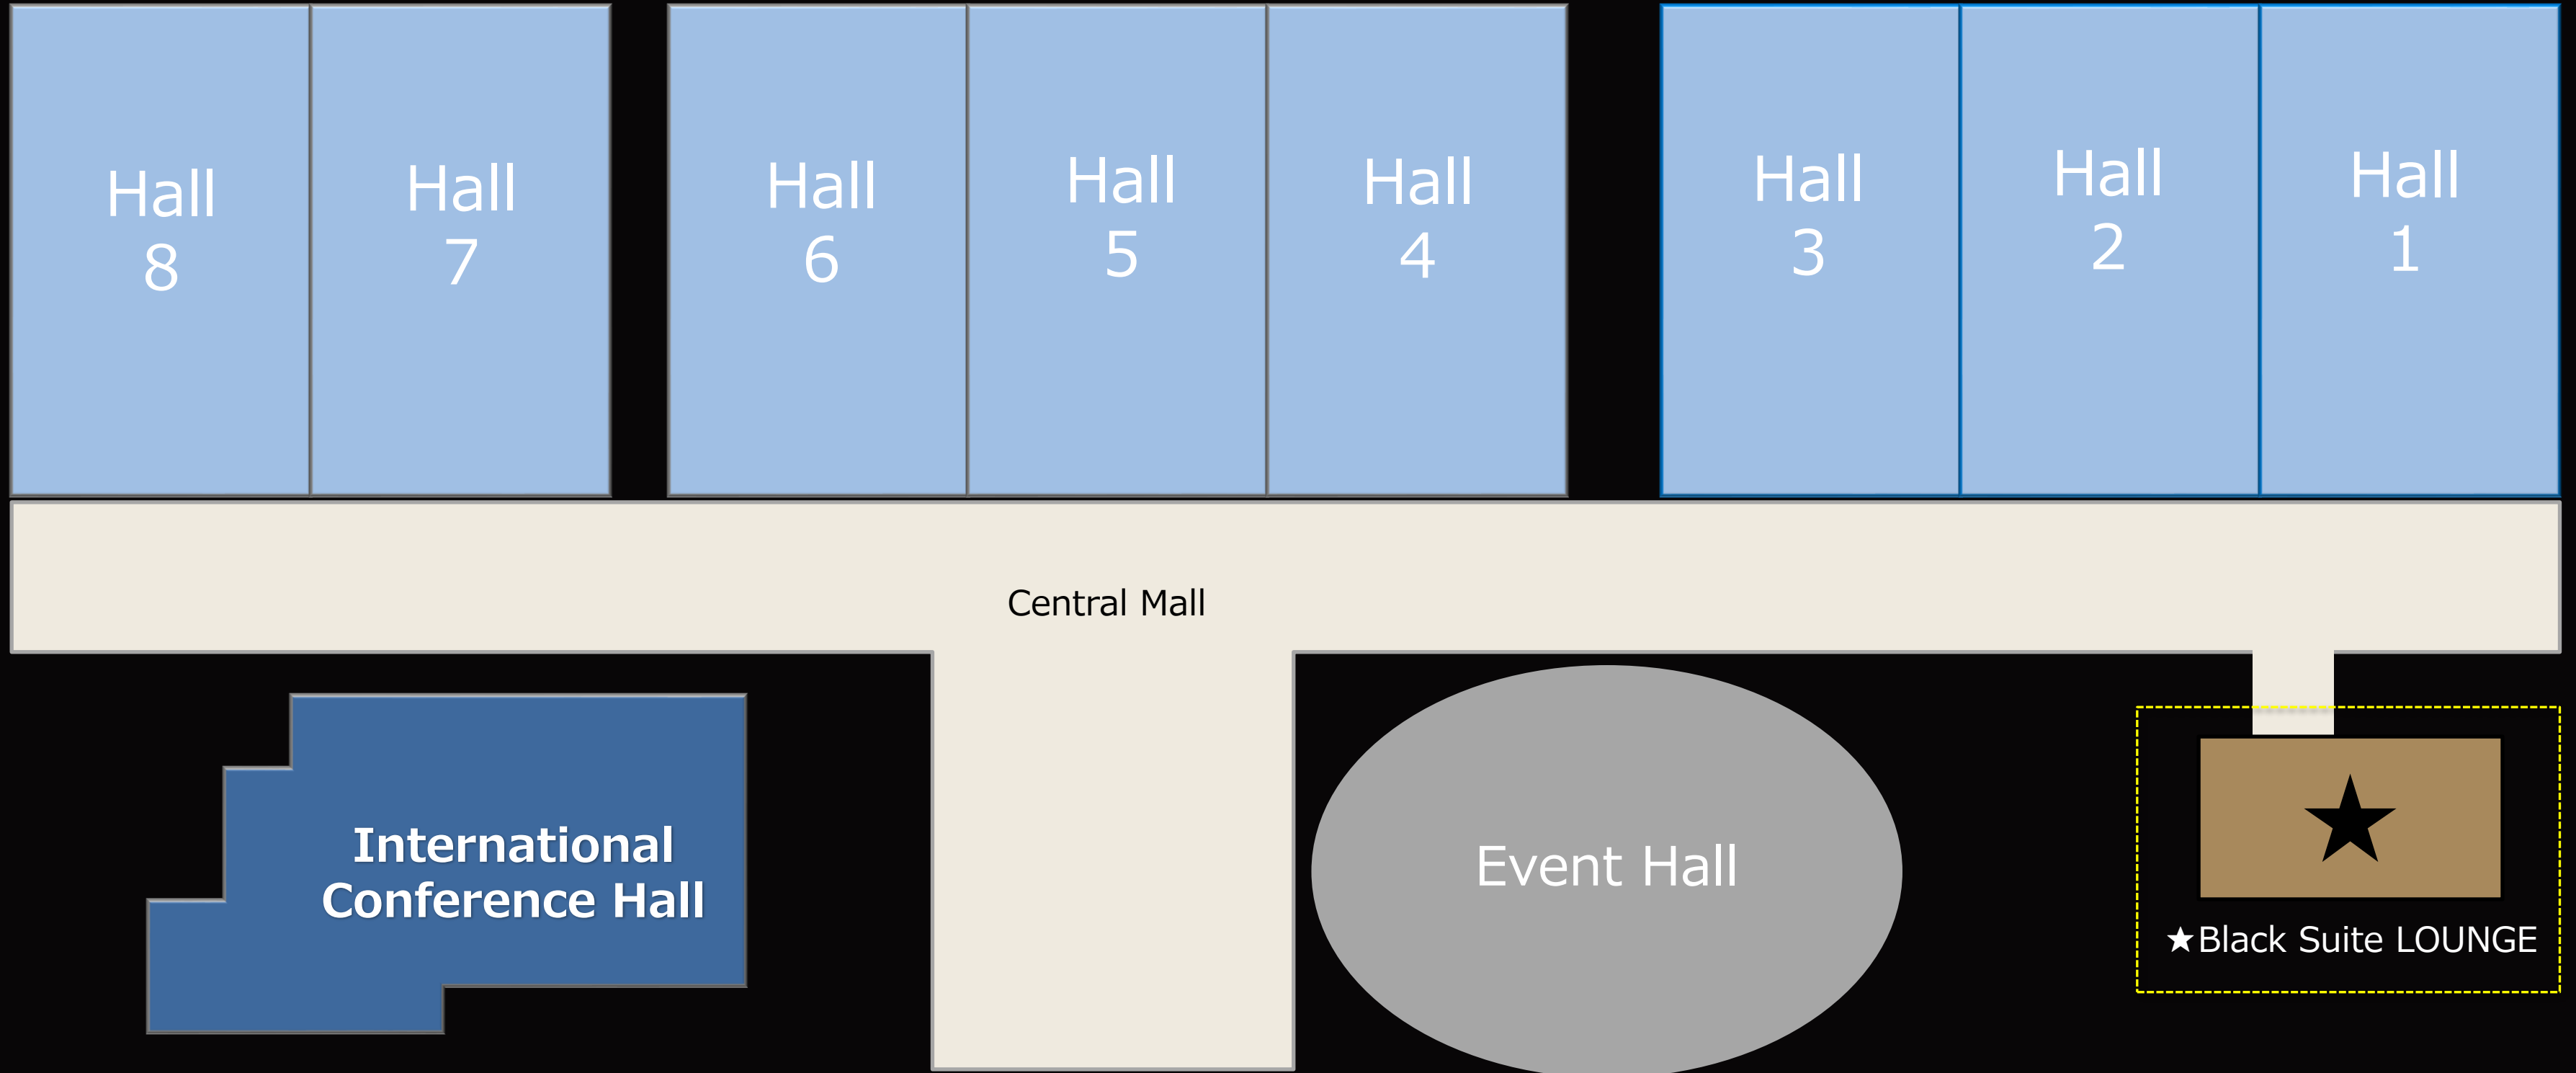 Hall
8
Hall
7
Hall
6
Hall
5
Hall
4
Hall
3
Hall
2
Hall
1
Central Mall
International
Conference Hall
Event Hall
★Black Suite LOUNGE